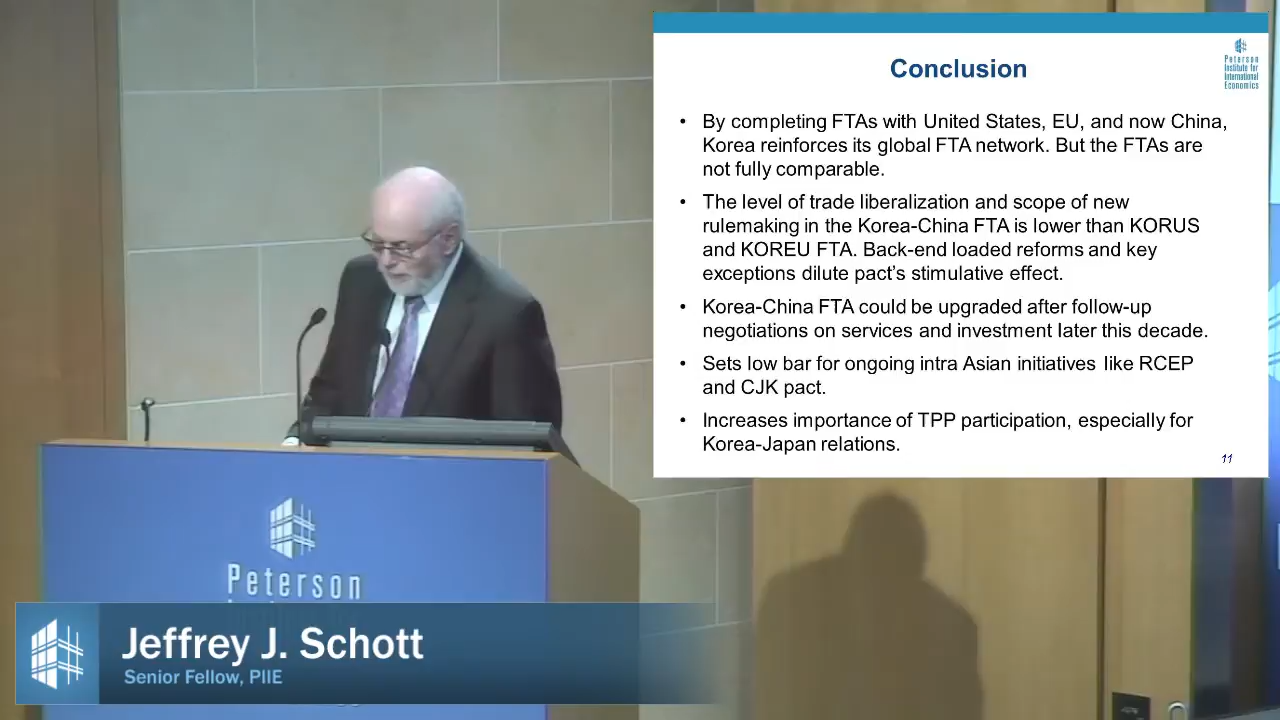 Conclusion
Peterson
Institute for
International
Economics
• By completing FTAs with United States, EU, and now China,
Korea reinforces its global FTA network. But the FTAs are
not fully comparable.
• The level of trade liberalization and scope of new
rulemaking in the Korea-China FTA is lower than KORUS
and KOREU FTA. Back-end loaded reforms and key
exceptions dilute pact's stimulative effect.
• Korea-China FTA could be upgraded after follow-up
negotiations on services and investment later this decade.
• Sets low bar for ongoing intra Asian initiatives like RCEP
and CJK pact.
• Increases importance of TPP participation, especially for
Korea-Japan relations.
11
Peterson
Jeffrey J. Schott
Senior Fellow, PIIE